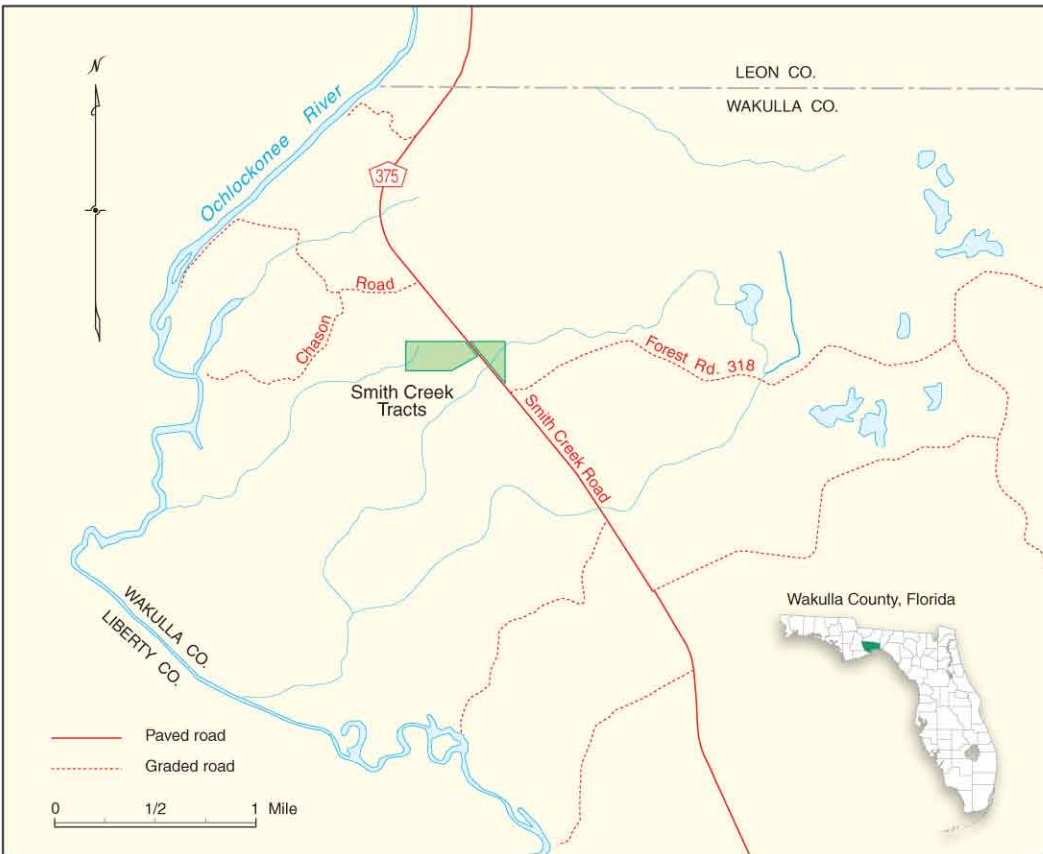 N
LEON CO.
WAKULLA CO.
Ochlockonee River
375
Chason Road
Smith Creek
Tracts
Forest Rd. 318
Smith Creek Road
WAKULLA CO.
LIBERTY CO.
Wakulla County, Florida
Paved road
Graded road
0 1/2 1 Mile